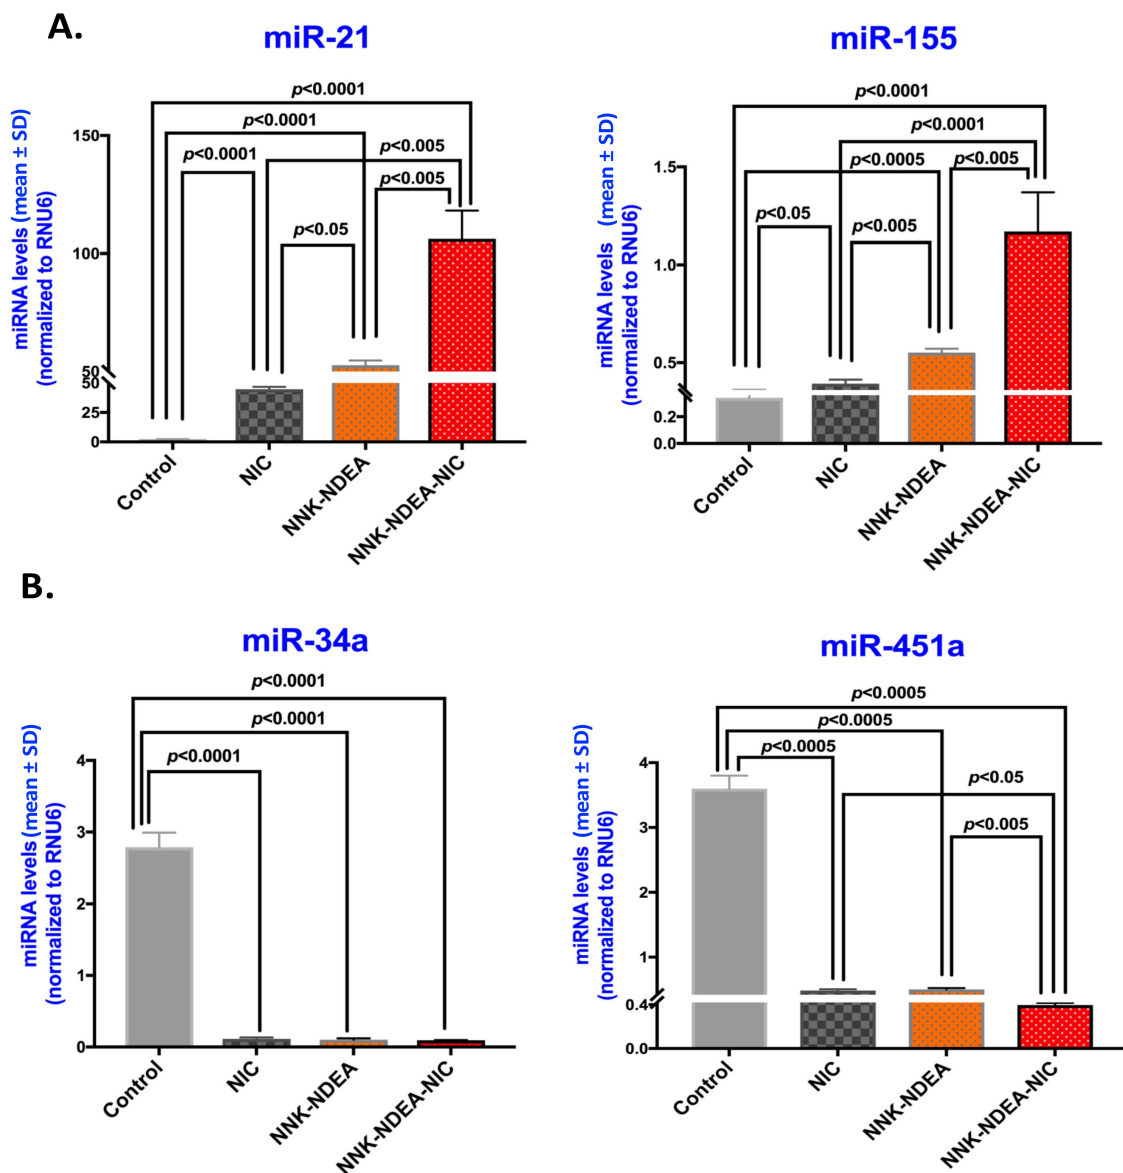 A.
miR-21
miRNA levels (mean ± SD)
(normalized to RNU6)
p<0.0001
p<0.0001
p<0.0001
p<0.005
p<0.005
p<0.05
150
100
50
50
25
0
Control
NIC
NNK-NDEA
NNK-NDEA-NIC
miR-155
miRNA levels (mean ± SD)
(normalized to RNU6)
p<0.0001
p<0.0001
p<0.0005
p<0.005
p<0.05
p<0.005
1.5
1.0
0.5
0.2
0.0
Control
NIC
NNK-NDEA
NNK-NDEA-NIC
B.
miR-34a
miRNA levels (mean ± SD)
(normalized to RNU6)
p<0.0001
p<0.0001
p<0.0001
4
3
2
1
0
Control
NIC
NNK-NDEA
NNK-NDEA-NIC
miR-451a
miRNA levels (mean ± SD)
(normalized to RNU6)
p<0.0005
p<0.0005
p<0.0005
p<0.05
p<0.005
4
3
2
1
0.4
0.0
Control
NIC
NNK-NDEA
NNK-NDEA-NIC